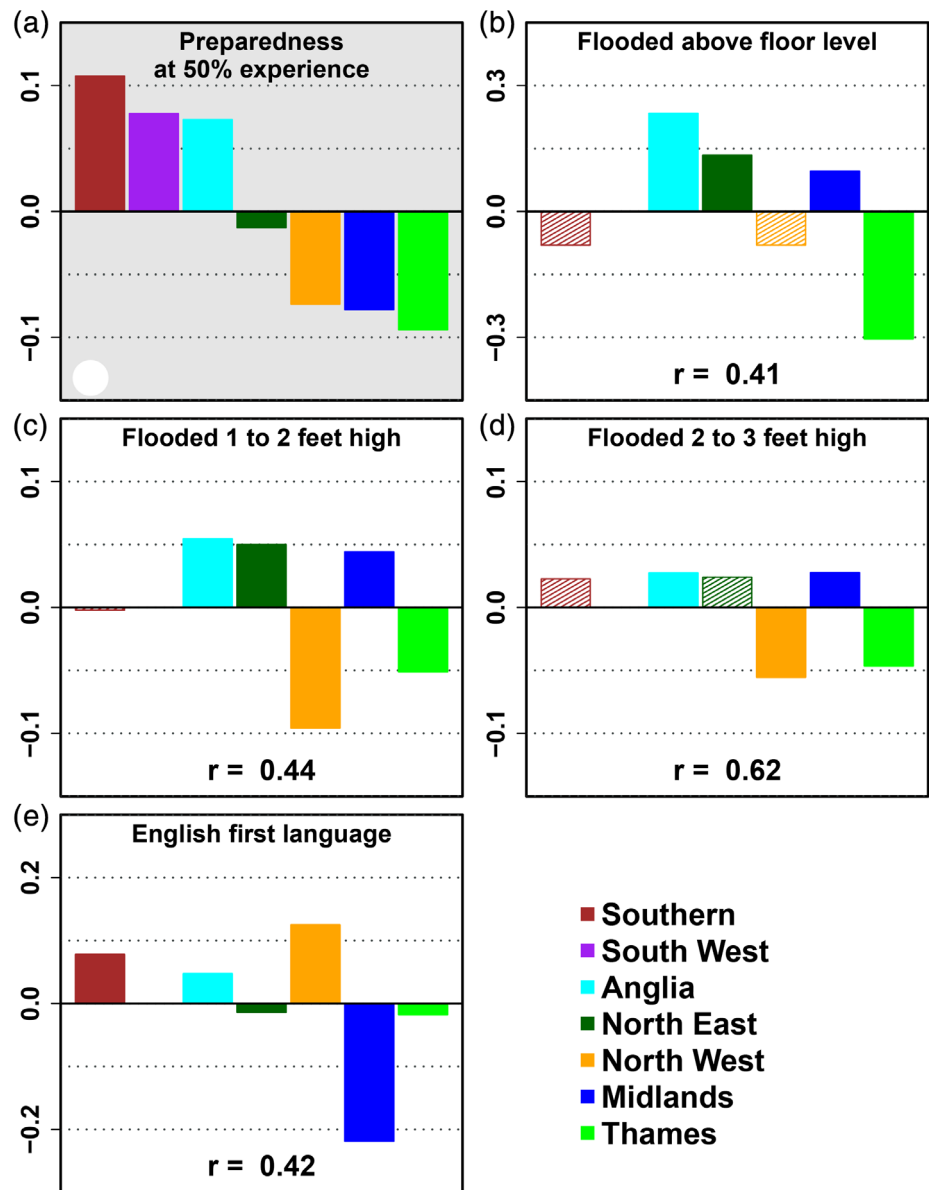 (a)
Preparedness
at 50% experience
0.1
0.0
−0.1
(b)
Flooded above floor level
0.3
0.0
−0.3
r = 0.41
(c)
Flooded 1 to 2 feet high
0.1
0.0
−0.1
r = 0.44
(d)
Flooded 2 to 3 feet high
0.1
0.0
−0.1
r = 0.62
(e)
English first language
0.2
0.0
−0.2
r = 0.42
Southern
South West
Anglia
North East
North West
Midlands
Thames